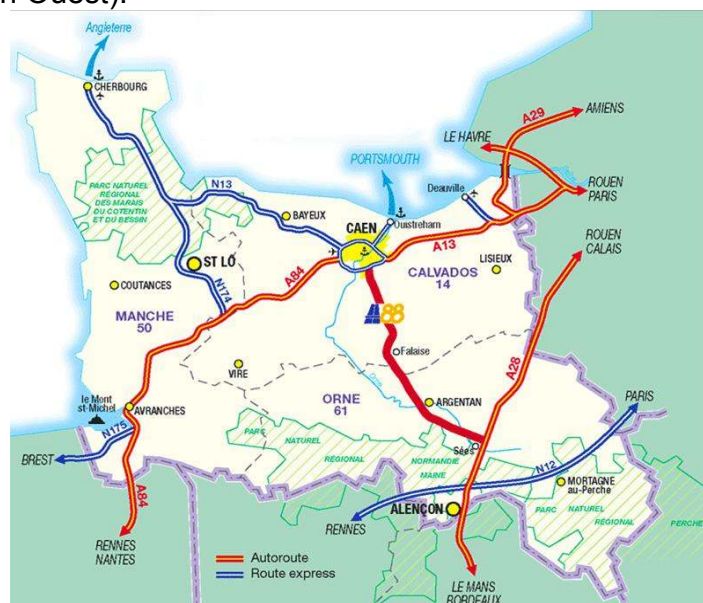 n Ouest).
Angleterre
CHERBOURG
A29
AMIENS
LE HAVRE
PORTSMOUTH
ROUEN
PARIS
Deauville
N13
PARC NATUREL
RÉGIONAL
DES MARAIS
DU COTENTIN
ET DU BESSIN
BAYEUX
CAEN
Ouistreham
A13
ROUEN
CALAIS
ST LÔ
LISIEUX
CALVADOS
14
A84
N174
COUTANCES
MANCHE
50
88
Falaise
VIRE
A28
ORNE
61
ARGENTAN
PARIS
le Mont
st-Michel
AVRANCHES
N175
BREST
PARC
NATUREL
RÉGIONAL
NORMANDIE
MAINE
Sées
N12
MORTAGNE
au-Perche
A84
ALENÇON
RENNES
PARC
NATUREL
RÉGIONAL
PERCHE
RENNES
NANTES
Autoroute
Route express
LE MANS
BORDEAUX